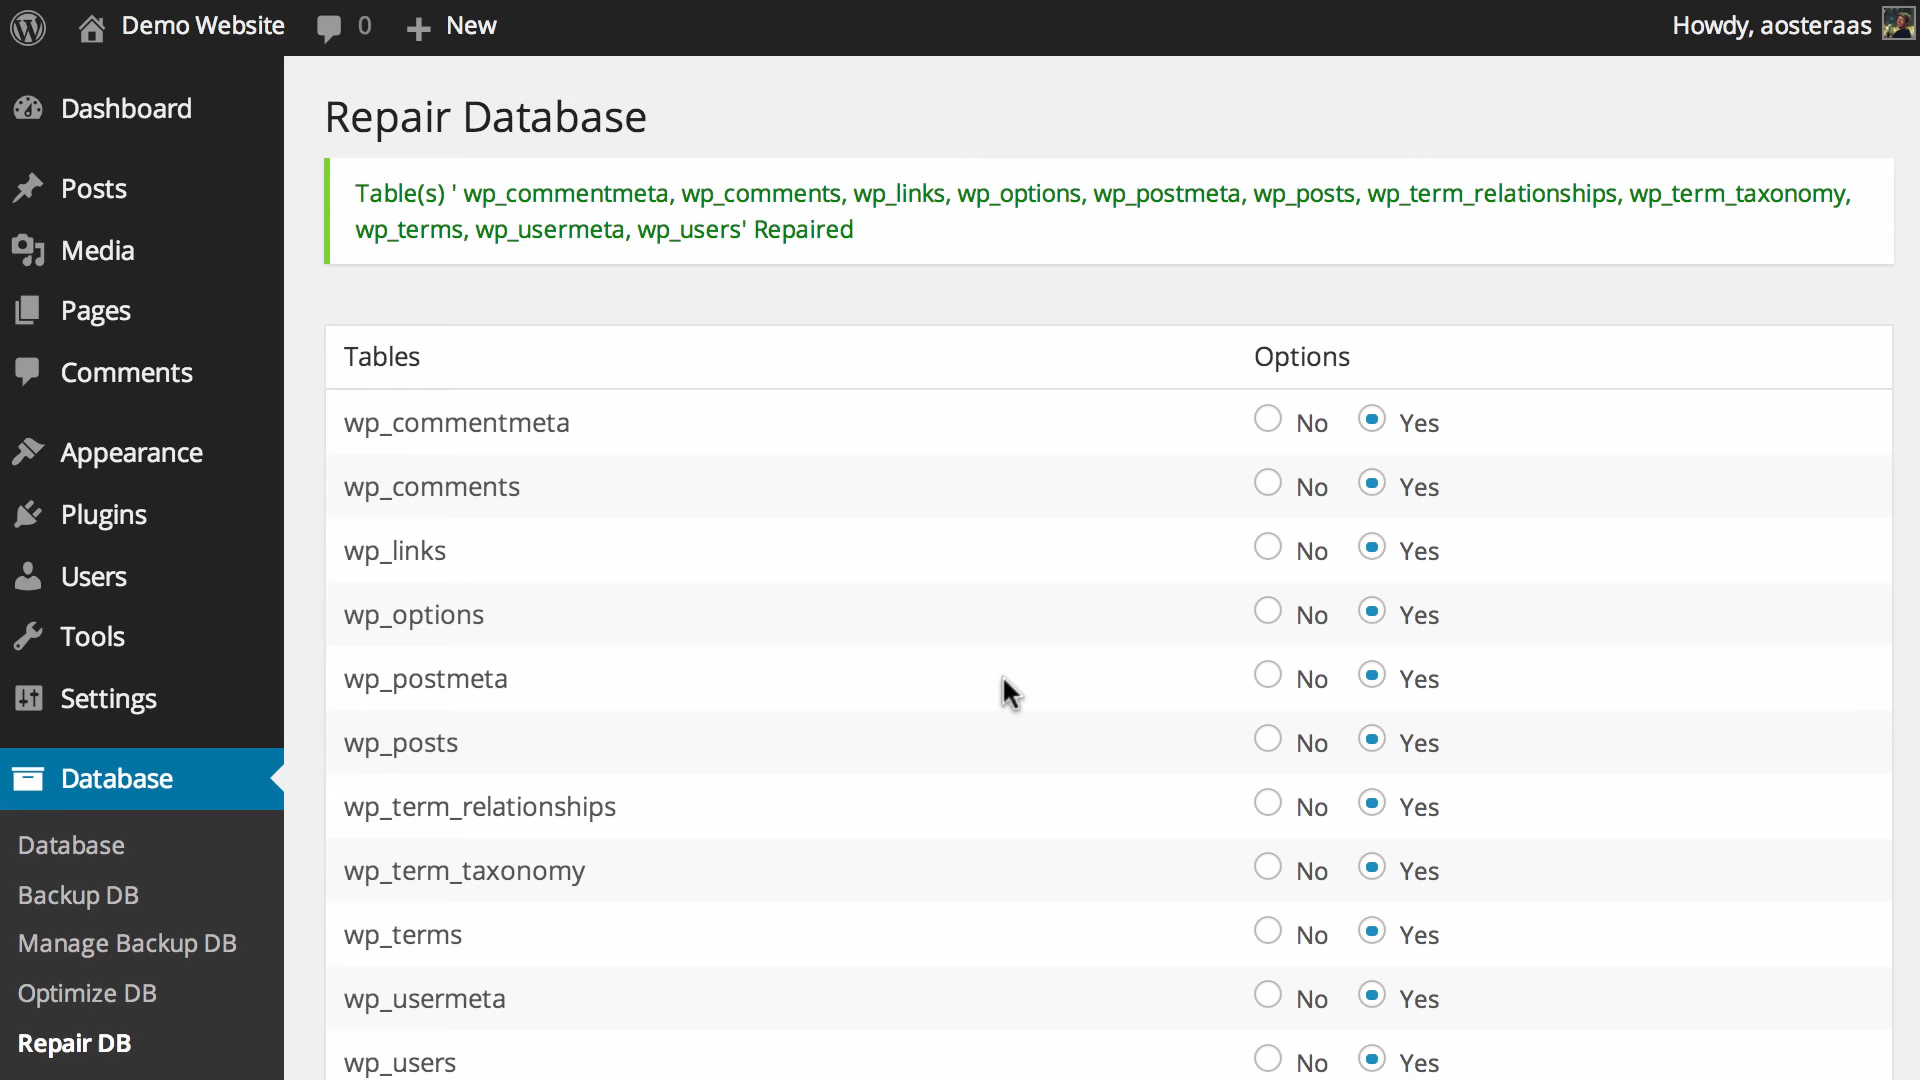 Demo Website 0 New Howdy, aosteraas
Dashboard
Posts
Media
Pages
Comments
Appearance
Plugins
Users
Tools
Settings
Database
Database
Backup DB
Manage Backup DB
Optimize DB
Repair DB
Repair Database
Table(s) ' wp_commentmeta, wp_comments, wp_links, wp_options, wp_postmeta, wp_posts, wp_term_relationships, wp_term_taxonomy,
wp_terms, wp_usermeta, wp_users' Repaired
Tables Options
wp_commentmeta No Yes
wp_comments No Yes
wp_links No Yes
wp_options No Yes
wp_postmeta No Yes
wp_posts No Yes
wp_term_relationships No Yes
wp_term_taxonomy No Yes
wp_terms No Yes
wp_usermeta No Yes
wp_users No Yes